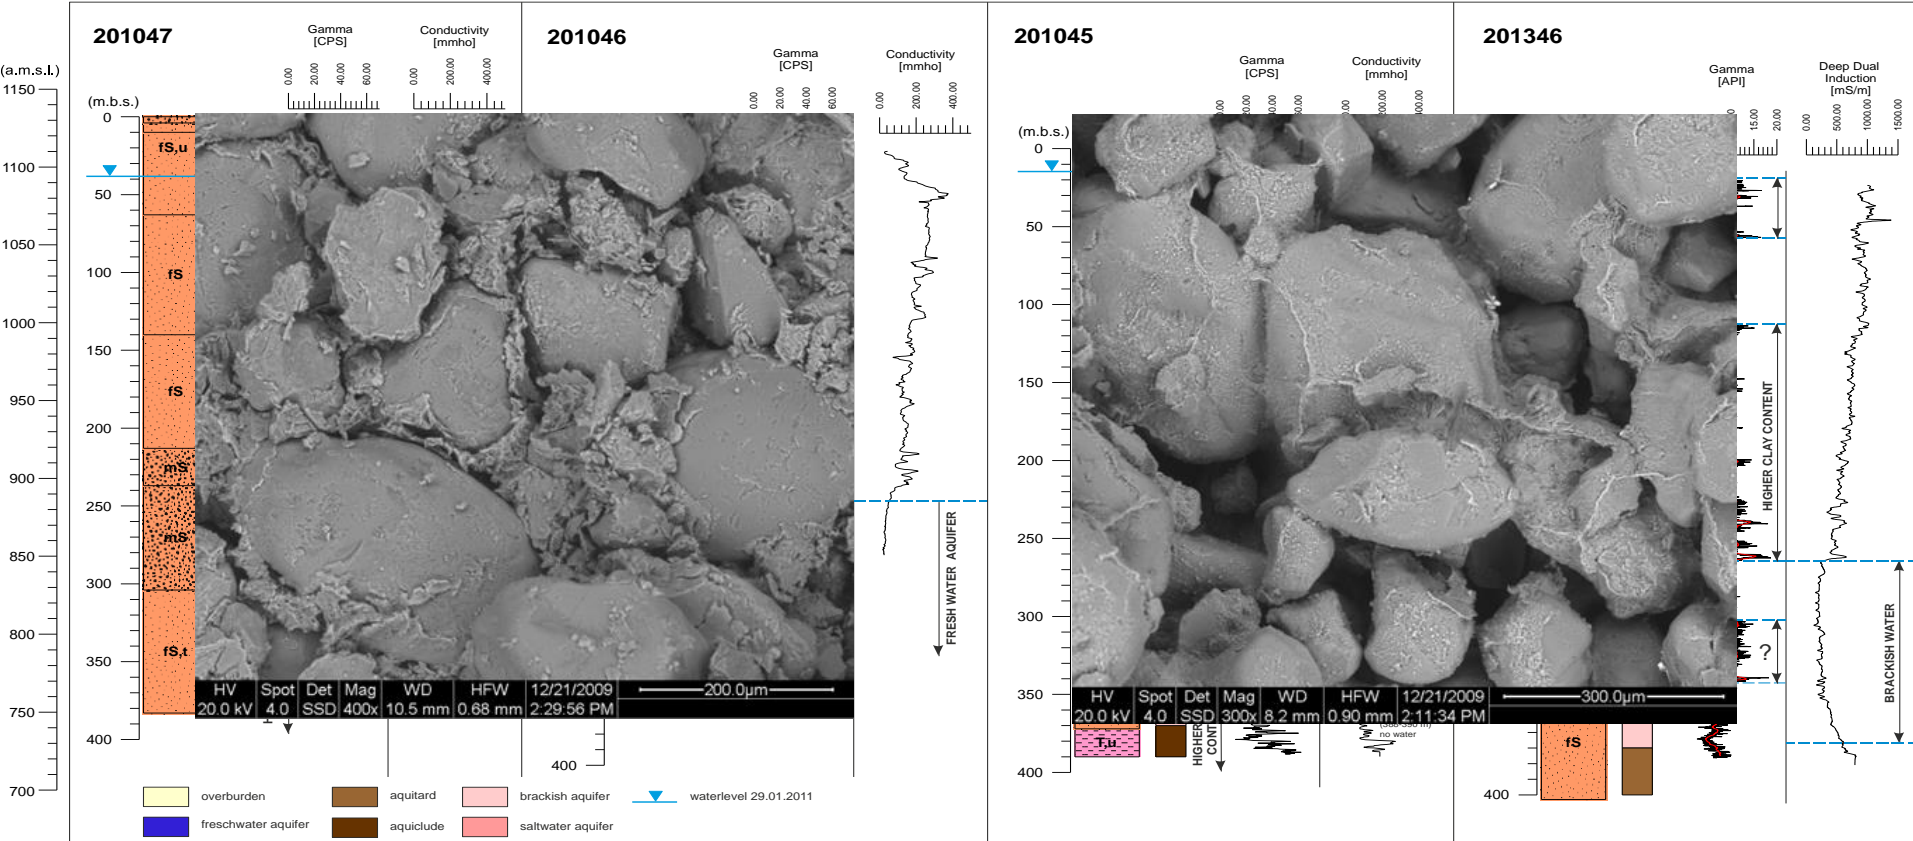 201047
Gamma
[CPS]
Conductivity
[mmho]
0.00 20.00 40.00 60.00
0.00 200.00 400.00
201046
Gamma
[CPS]
Conductivity
[mmho]
0.00 20.00 40.00 60.00
0.00 200.00 400.00
201045
Gamma
[CPS]
Conductivity
[mmho]
201346
Gamma
[API]
Deep Dual
Induction
[mS/m]
15.00 20.00
0.00 500.00 1000.00 1500.00
(a.m.s.l.)
1150
1100
1050
1000
950
900
850
800
750
700
(m.b.s.)
0
50
100
150
200
250
300
350
400
fS,u
fS
fS
mS
mS
fS,t
HV Spot Det Mag WD HFW 12/21/2009
20.0 kV 4.0 SSD 400x 10.5 mm 0.68 mm 2:29:56 PM
200.0µm
400
FRESH WATER AQUIFER
(m.b.s.)
0
50
100
150
200
250
300
350
400
HV Spot Det Mag WD HFW 12/21/2009
20.0 kV 4.0 SSD 300x 8.2 mm 0.90 mm 2:11:34 PM
300.0µm
T,u
HIGHER
CONT
no water
fS
400
HIGHER CLAY CONTENT
?
BRACKISH WATER
overburden
freschwater aquifer
aquitard
aquiclude
brackish aquifer
saltwater aquifer
waterlevel 29.01.2011